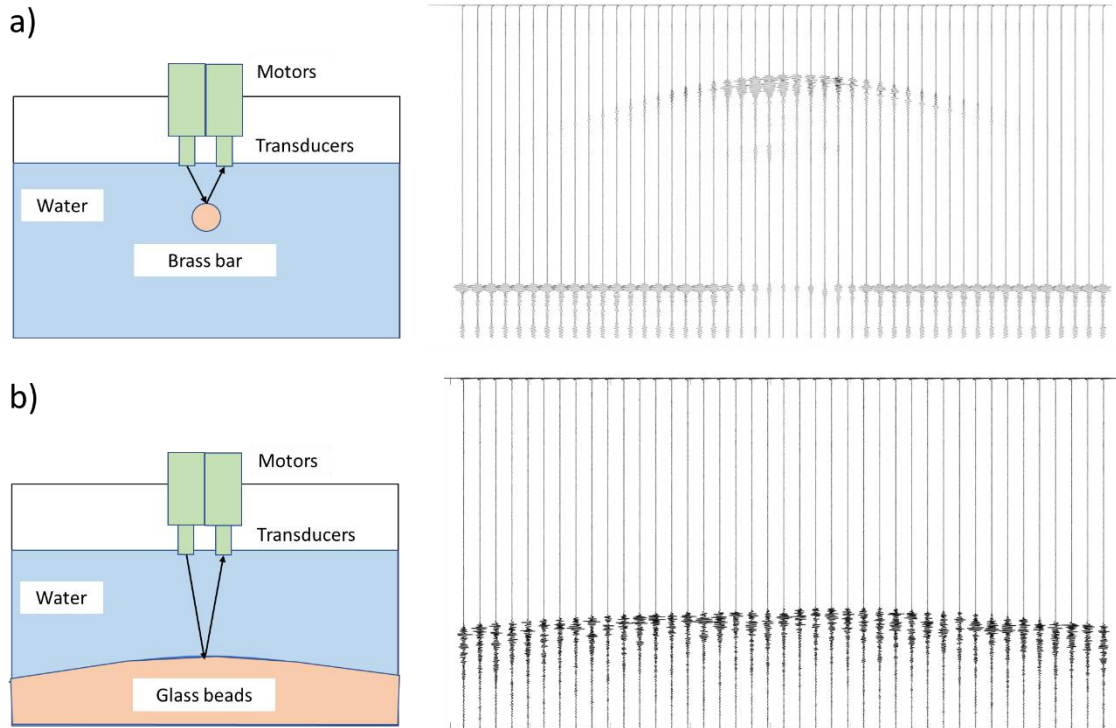 a)
Motors
Transducers
Water
Brass bar
b)
Motors
Transducers
Water
Glass beads